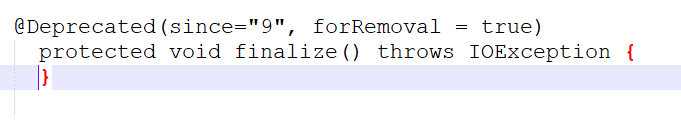 @Deprecated(since="9", forRemoval = true)
protected void finalize() throws IOException {
}